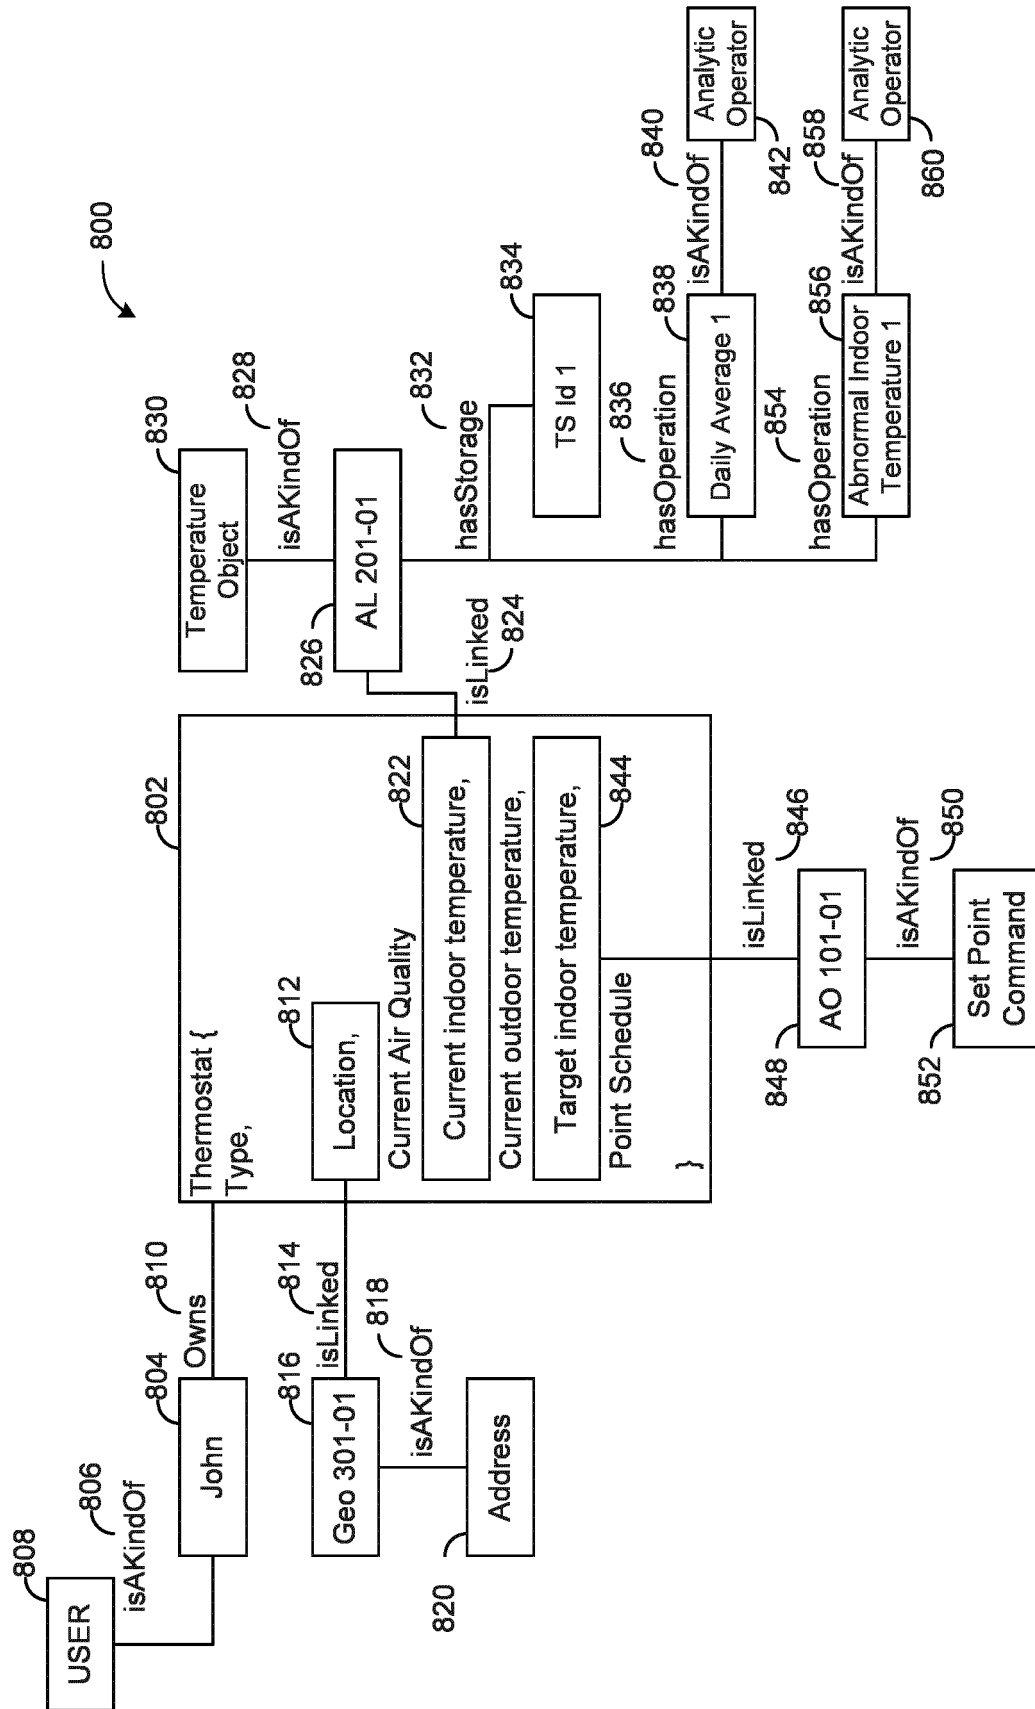 800
USER
808
isAKindOf
806
John
804
Owns
810
Thermostat {
Type,
802
Location,
812
isLinked
814
Geo 301-01
816
isAKindOf
818
Address
820
Current Air Quality
Current indoor temperature,
822
Current outdoor temperature,
Target indoor temperature,
844
Point Schedule
}
isLinked
824
AL 201-01
826
isAKindOf
828
Temperature
Object
830
hasStorage
832
TS Id 1
834
hasOperation
836
Daily Average 1
838
isAKindOf
840
Analytic
Operator
842
hasOperation
854
Abnormal Indoor
Temperature 1
856
isAKindOf
858
Analytic
Operator
860
isLinked
846
AO 101-01
848
isAKindOf
850
Set Point
Command
852